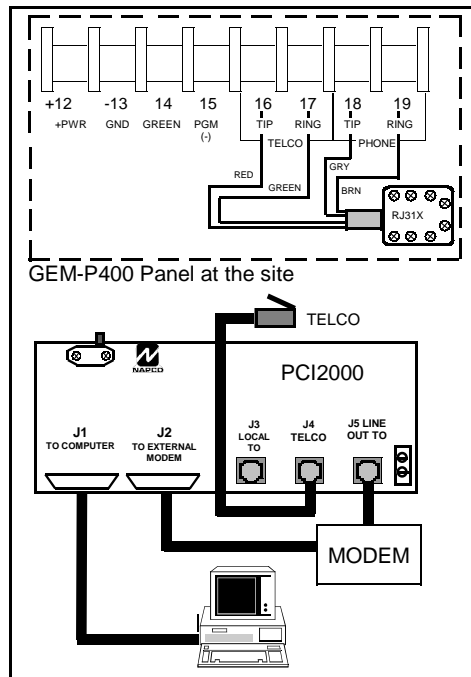 +12 -13 14 15 16 17 18 19
+PWR GND GREEN PGM TIP RING TIP RING
(-) TELCO PHONE
RED GRY
GREEN BRN
RJ31X
GEM-P400 Panel at the site
TELCO
NAPCO
PCI2000
J1 J2 J3 J4 J5 LINE
TO COMPUTER TO EXTERNAL LOCAL TELCO OUT TO
MODEM TO
MODEM